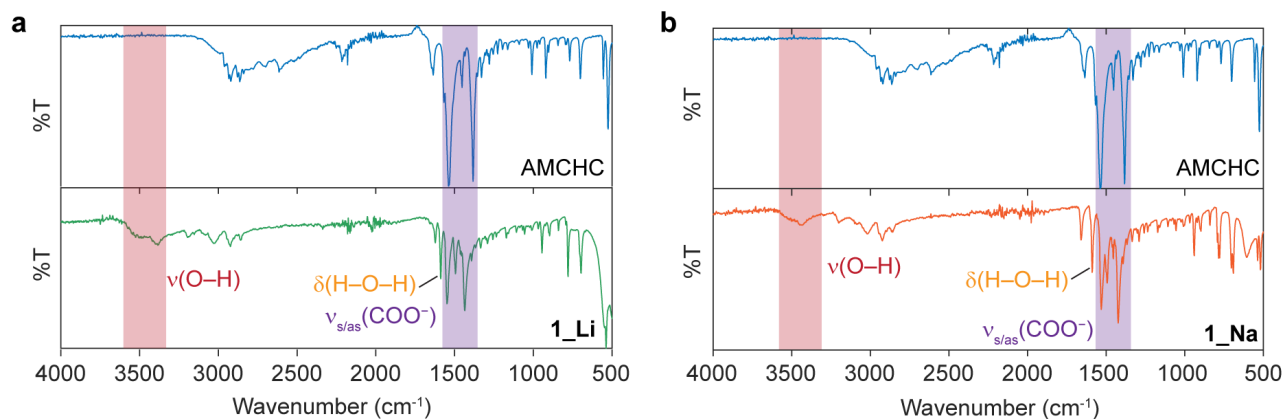 a
%T
AMCHC
%T
ν(O–H)
δ(H–O–H)
νs/as(COO⁻)
1_Li
4000 3500 3000 2500 2000 1500 1000 500
Wavenumber (cm⁻¹)
b
%T
AMCHC
%T
ν(O–H)
δ(H–O–H)
νs/as(COO⁻)
1_Na
4000 3500 3000 2500 2000 1500 1000 500
Wavenumber (cm⁻¹)